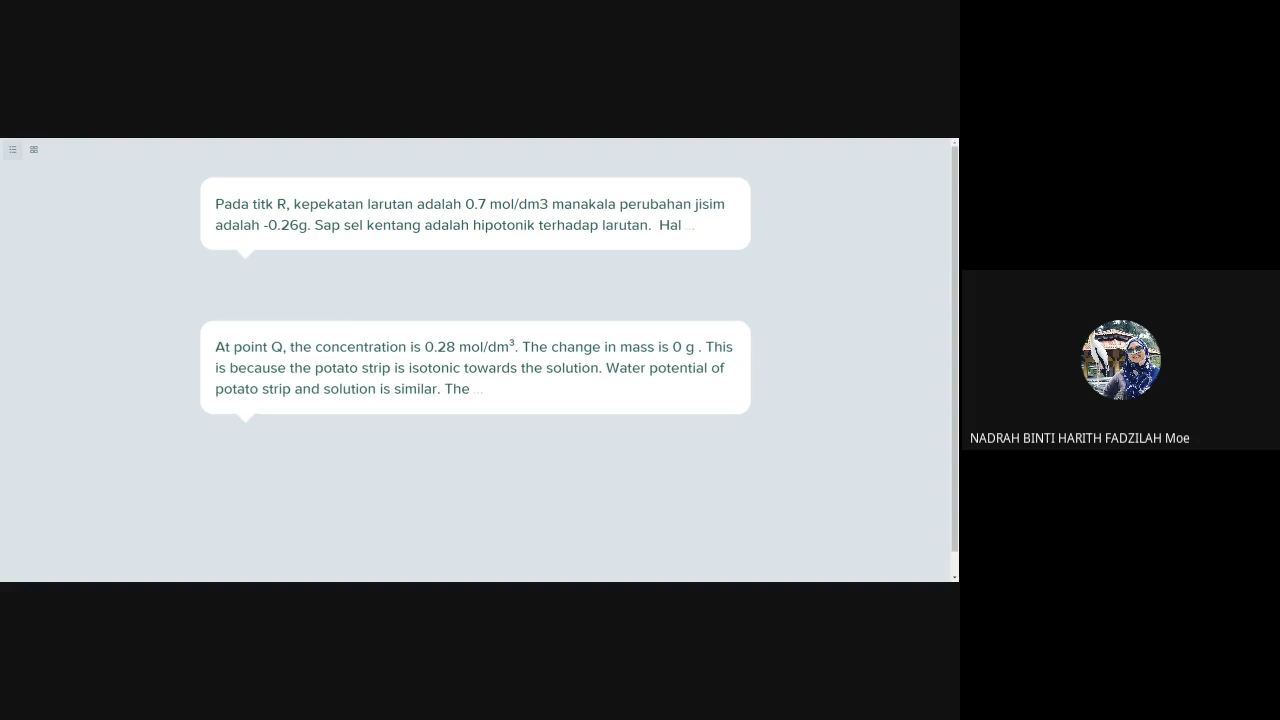 Pada titk R, kepekatan larutan adalah 0.7 mol/dm3 manakala perubahan jisim
adalah -0.26g. Sap sel kentang adalah hipotonik terhadap larutan.  Hal ...
At point Q, the concentration is 0.28 mol/dm³. The change in mass is 0 g . This
is because the potato strip is isotonic towards the solution. Water potential of
potato strip and solution is similar. The ...
NADRAH BINTI HARITH FADZILAH Moe